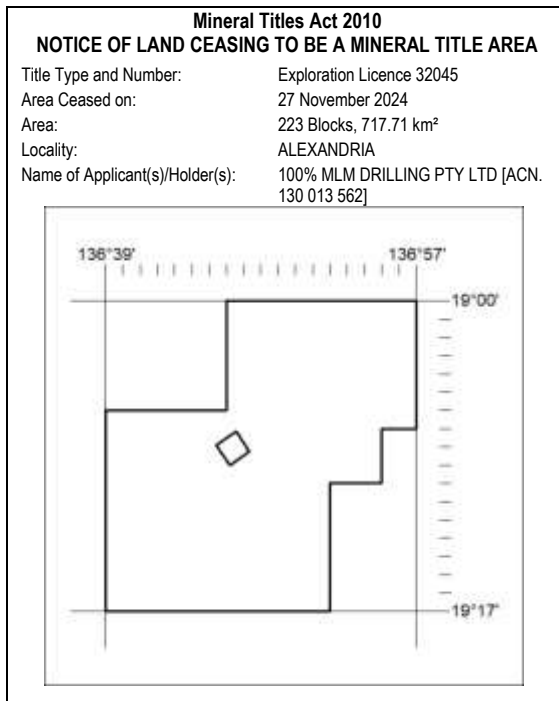 Mineral Titles Act 2010
NOTICE OF LAND CEASING TO BE A MINERAL TITLE AREA
Title Type and Number: Exploration Licence 32045
Area Ceased on: 27 November 2024
Area: 223 Blocks, 717.71 km²
Locality: ALEXANDRIA
Name of Applicant(s)/Holder(s): 100% MLM DRILLING PTY LTD [ACN.
130 013 562]
136°39' 136°57'
19°00'
19°17'